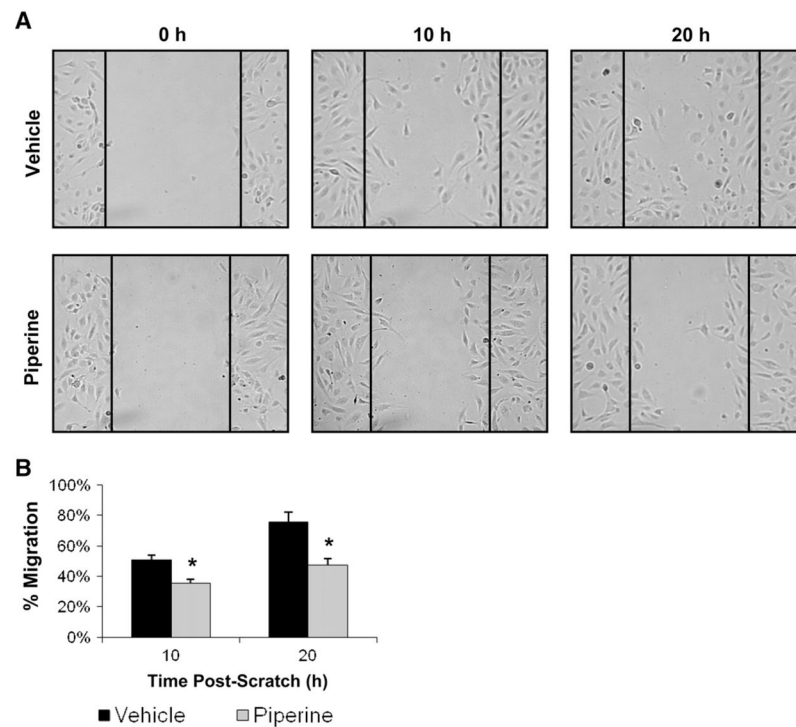 A
0 h 10 h 20 h
Vehicle
Piperine
B
100%
80%
60%
40%
20%
0%
% Migration
* *
10 20
Time Post-Scratch (h)
Vehicle Piperine